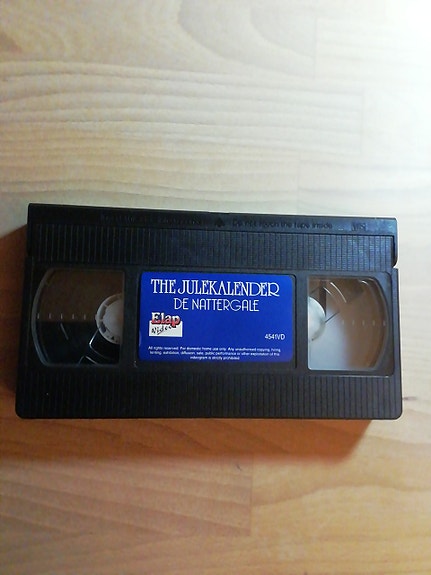 Do not touch the tape inside VHS
THE JULEKALENDER
DE NATTERGALE
Elap
Video
4541VD
All rights reserved. For domestic home use only. Any unauthorised copying, hiring,
lending, exhibition, diffusion, sale, public performance or other exploitation of this
videogram is strictly prohibited.